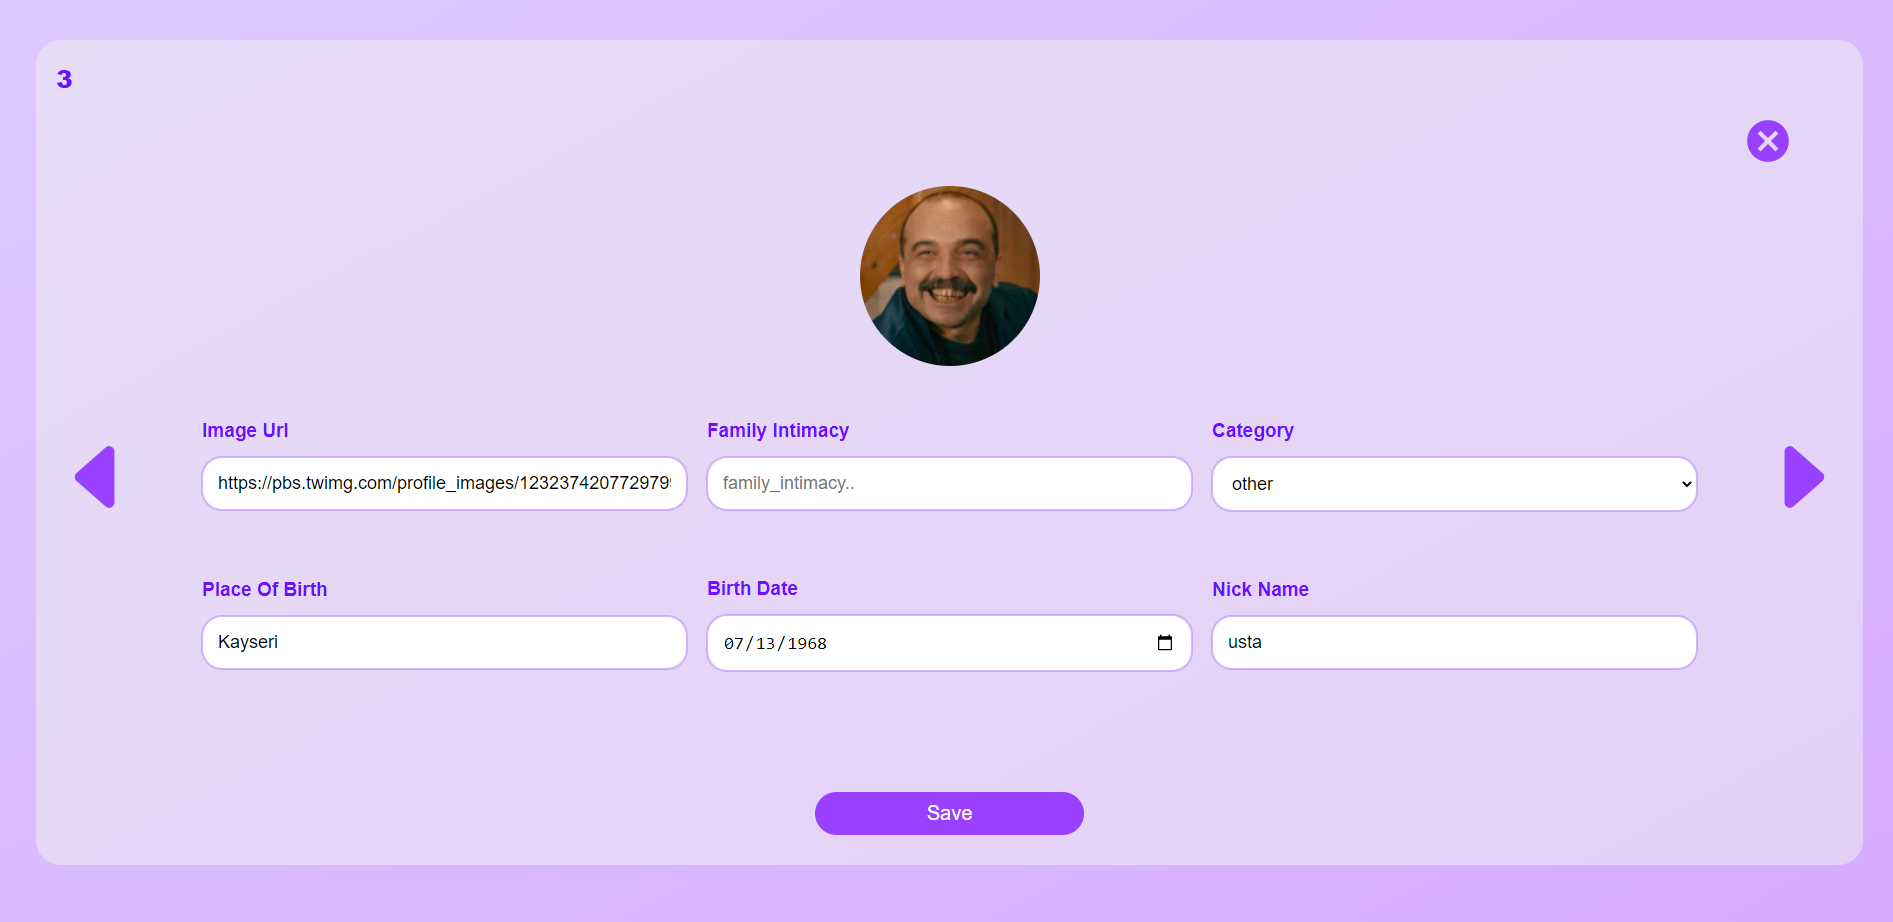 3
Image Url
Family Intimacy
Category
https://pbs.twimg.com/profile_images/123237420772979
family_intimacy..
other
Place Of Birth
Birth Date
Nick Name
Kayseri
07/13/1968
usta
Save